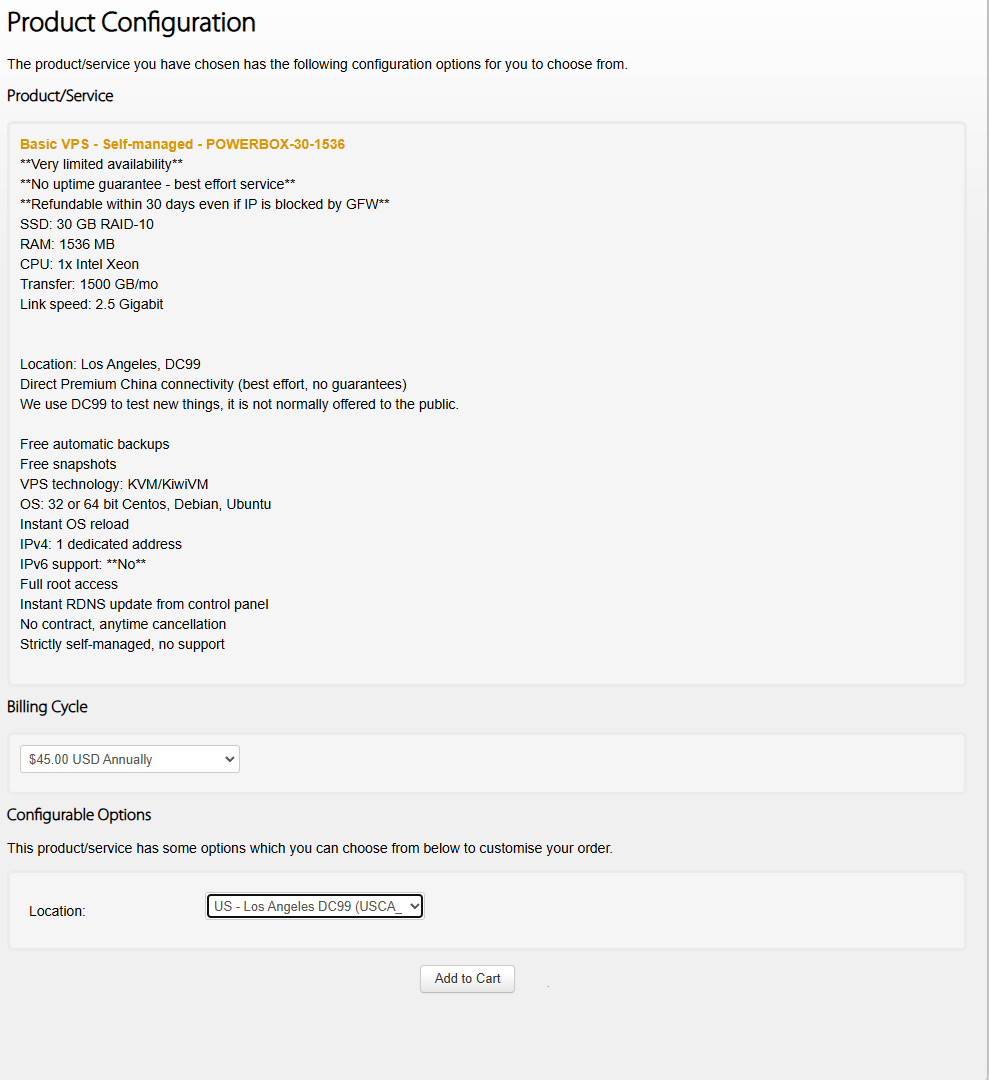 Product Configuration
The product/service you have chosen has the following configuration options for you to choose from.
Product/Service
Basic VPS - Self-managed - POWERBOX-30-1536
**Very limited availability**
**No uptime guarantee - best effort service**
**Refundable within 30 days even if IP is blocked by GFW**
SSD: 30 GB RAID-10
RAM: 1536 MB
CPU: 1x Intel Xeon
Transfer: 1500 GB/mo
Link speed: 2.5 Gigabit
Location: Los Angeles, DC99
Direct Premium China connectivity (best effort, no guarantees)
We use DC99 to test new things, it is not normally offered to the public.
Free automatic backups
Free snapshots
VPS technology: KVM/KiwiVM
OS: 32 or 64 bit Centos, Debian, Ubuntu
Instant OS reload
IPv4: 1 dedicated address
IPv6 support: **No**
Full root access
Instant RDNS update from control panel
No contract, anytime cancellation
Strictly self-managed, no support
Billing Cycle
$45.00 USD Annually
Configurable Options
This product/service has some options which you can choose from below to customise your order.
Location: US - Los Angeles DC99 (USCA_
Add to Cart